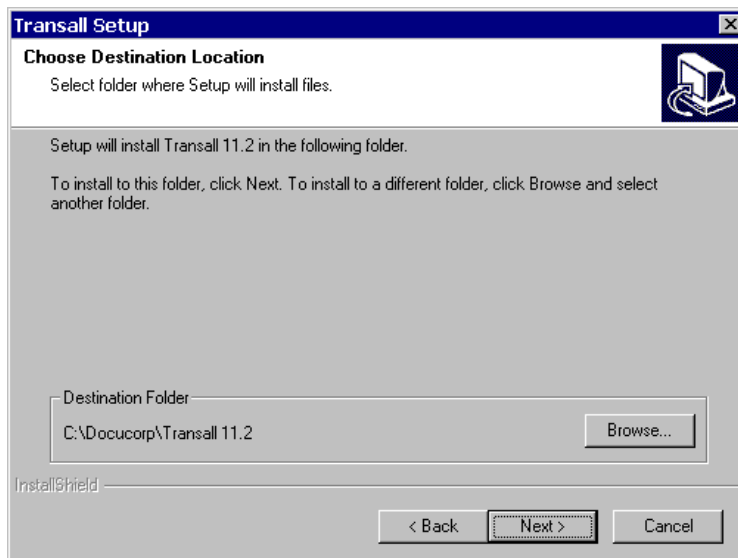 Transall Setup
Choose Destination Location
Select folder where Setup will install files.
Setup will install Transall 11.2 in the following folder.
To install to this folder, click Next. To install to a different folder, click Browse and select
another folder.
Destination Folder
C:\Docucorp\Transall 11.2
Browse...
InstallShield
< Back
Next >
Cancel